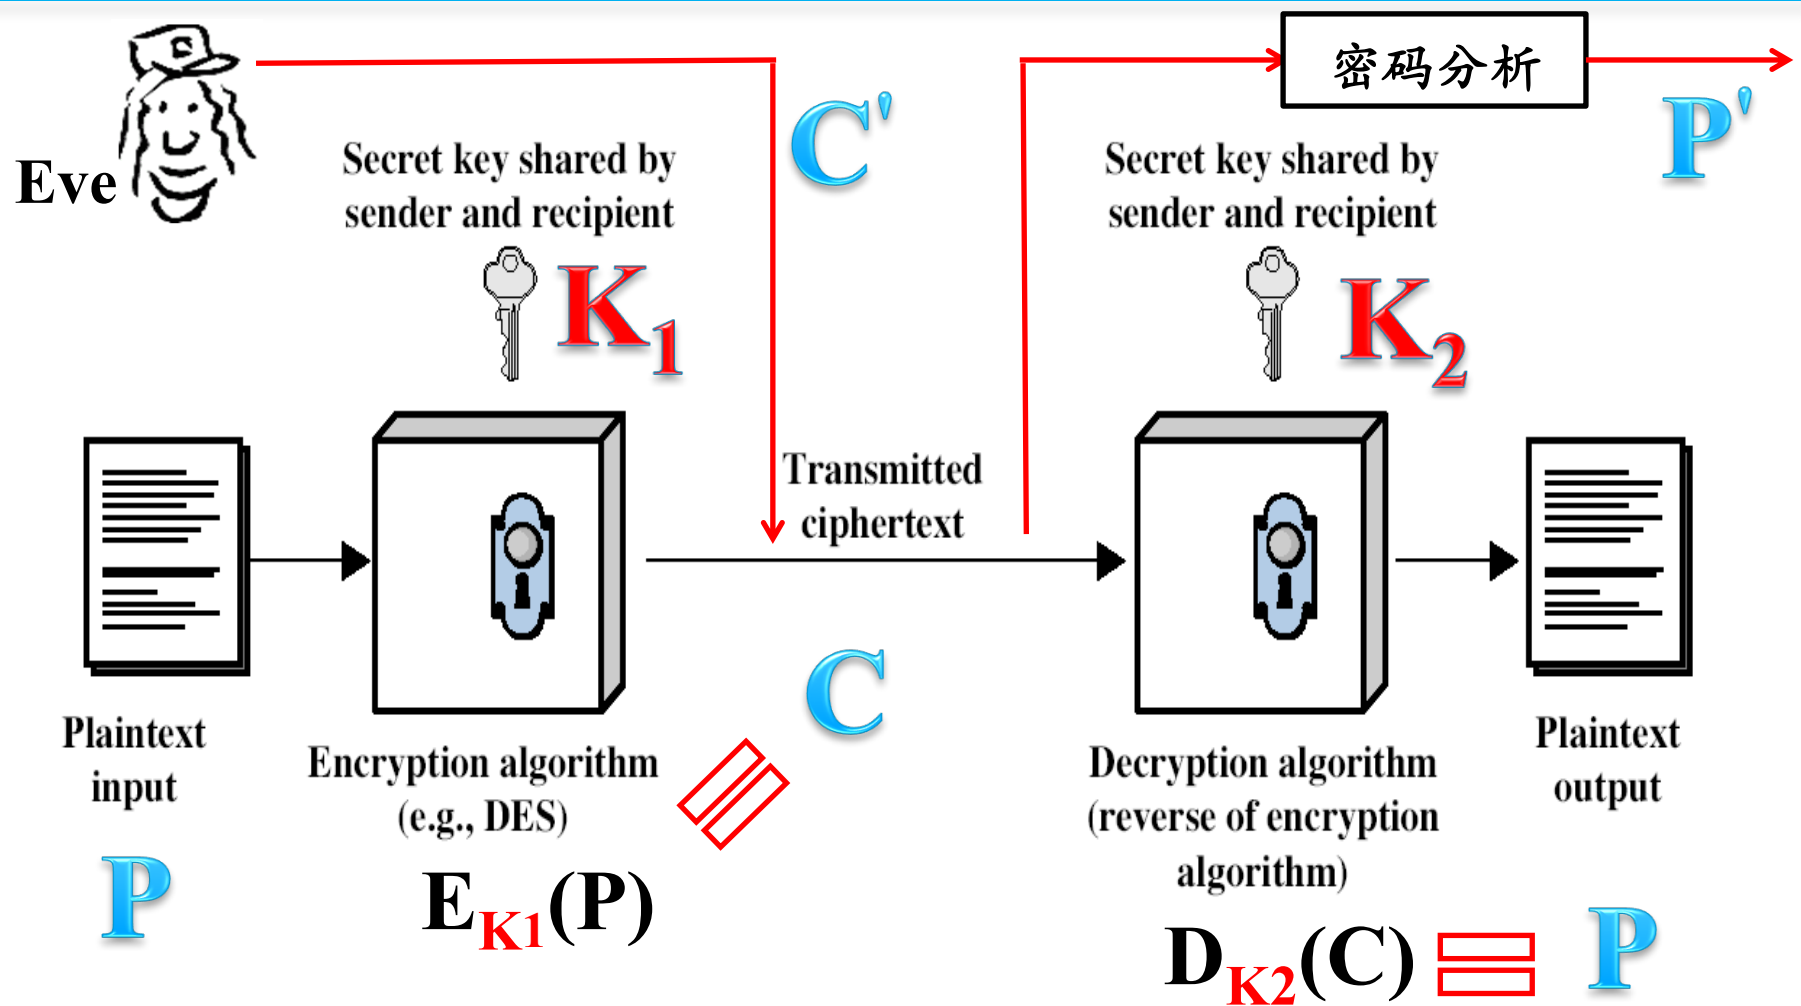 密码分析
C'
P'
Eve
Secret key shared by
sender and recipient
K1
Secret key shared by
sender and recipient
K2
Transmitted
ciphertext
C
Plaintext
input
P
Encryption algorithm
(e.g., DES)
EK1(P)
Decryption algorithm
(reverse of encryption
algorithm)
DK2(C)
Plaintext
output
P